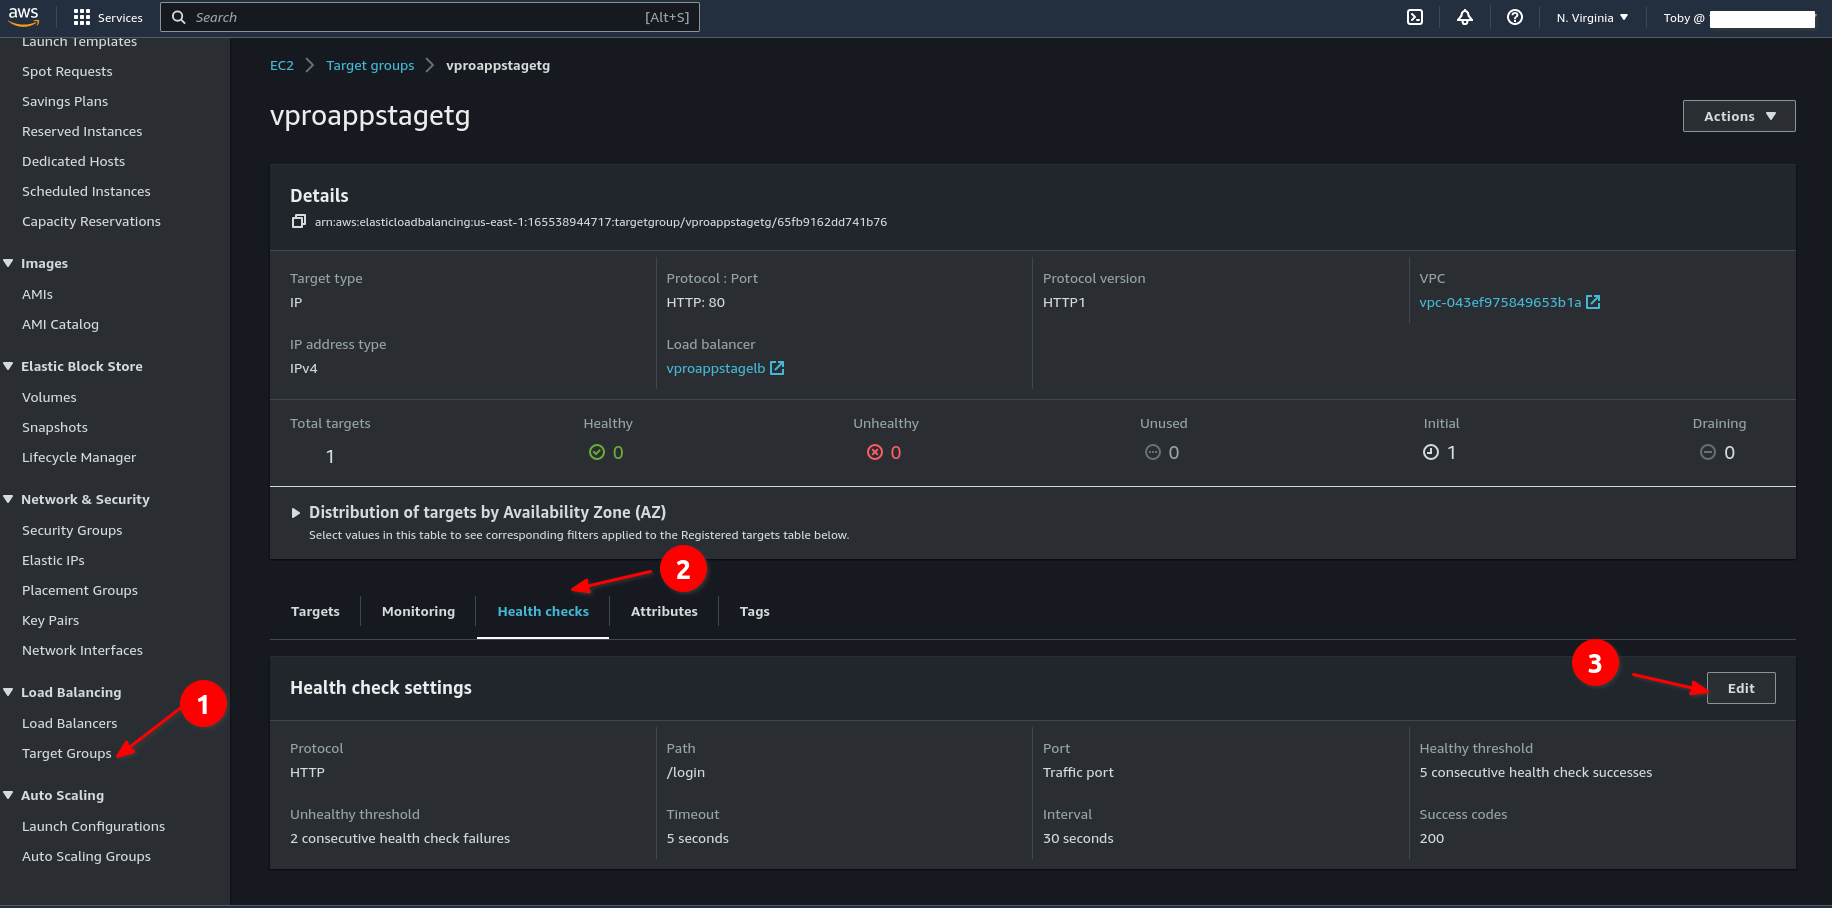 aws Services Search [Alt+S] N. Virginia Toby @
Launch Templates
Spot Requests
Savings Plans
Reserved Instances
Dedicated Hosts
Scheduled Instances
Capacity Reservations
Images
AMIs
AMI Catalog
Elastic Block Store
Volumes
Snapshots
Lifecycle Manager
Network & Security
Security Groups
Elastic IPs
Placement Groups
Key Pairs
Network Interfaces
Load Balancing
1
Load Balancers
Target Groups
Auto Scaling
Launch Configurations
Auto Scaling Groups
EC2 Target groups vproappstagetg
vproappstagetg
Actions
Details
arn:aws:elasticloadbalancing:us-east-1:165538944717:targetgroup/vproappstagetg/65fb9162dd741b76
Target type Protocol : Port Protocol version VPC
IP HTTP: 80 HTTP1 vpc-043ef975849653b1a
IP address type Load balancer
IPv4 vproappstagelb
Total targets Healthy Unhealthy Unused Initial Draining
1 0 0 0 1 0
Distribution of targets by Availability Zone (AZ)
Select values in this table to see corresponding filters applied to the Registered targets table below.
2
Targets Monitoring Health checks Attributes Tags
3
Health check settings Edit
Protocol Path Port Healthy threshold
HTTP /login Traffic port 5 consecutive health check successes
Unhealthy threshold Timeout Interval Success codes
2 consecutive health check failures 5 seconds 30 seconds 200